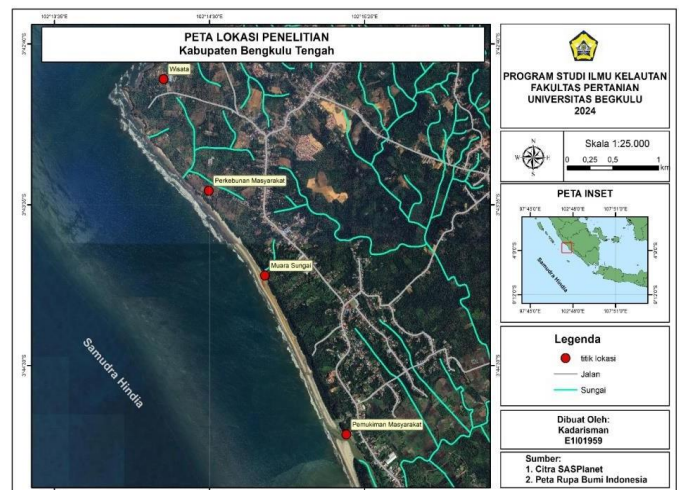 PETA LOKASI PENELITIAN
Kabupaten Bengkulu Tengah
Wisata
Perkebunan Masyarakat
Muara Sungai
Pemukiman Masyarakat
Samudra Hindia
PROGRAM STUDI ILMU KELAUTAN
FAKULTAS PERTANIAN
UNIVERSITAS BEGKULU
2024
N
W E
S
Skala 1:25.000
0 0,25 0,5 1
km
PETA INSET
Samudra Hindia
Legenda
titik lokasi
Jalan
Sungai
Dibuat Oleh:
Kadarisman
E1I01959
Sumber:
1. Citra SASPlanet
2. Peta Rupa Bumi Indonesia